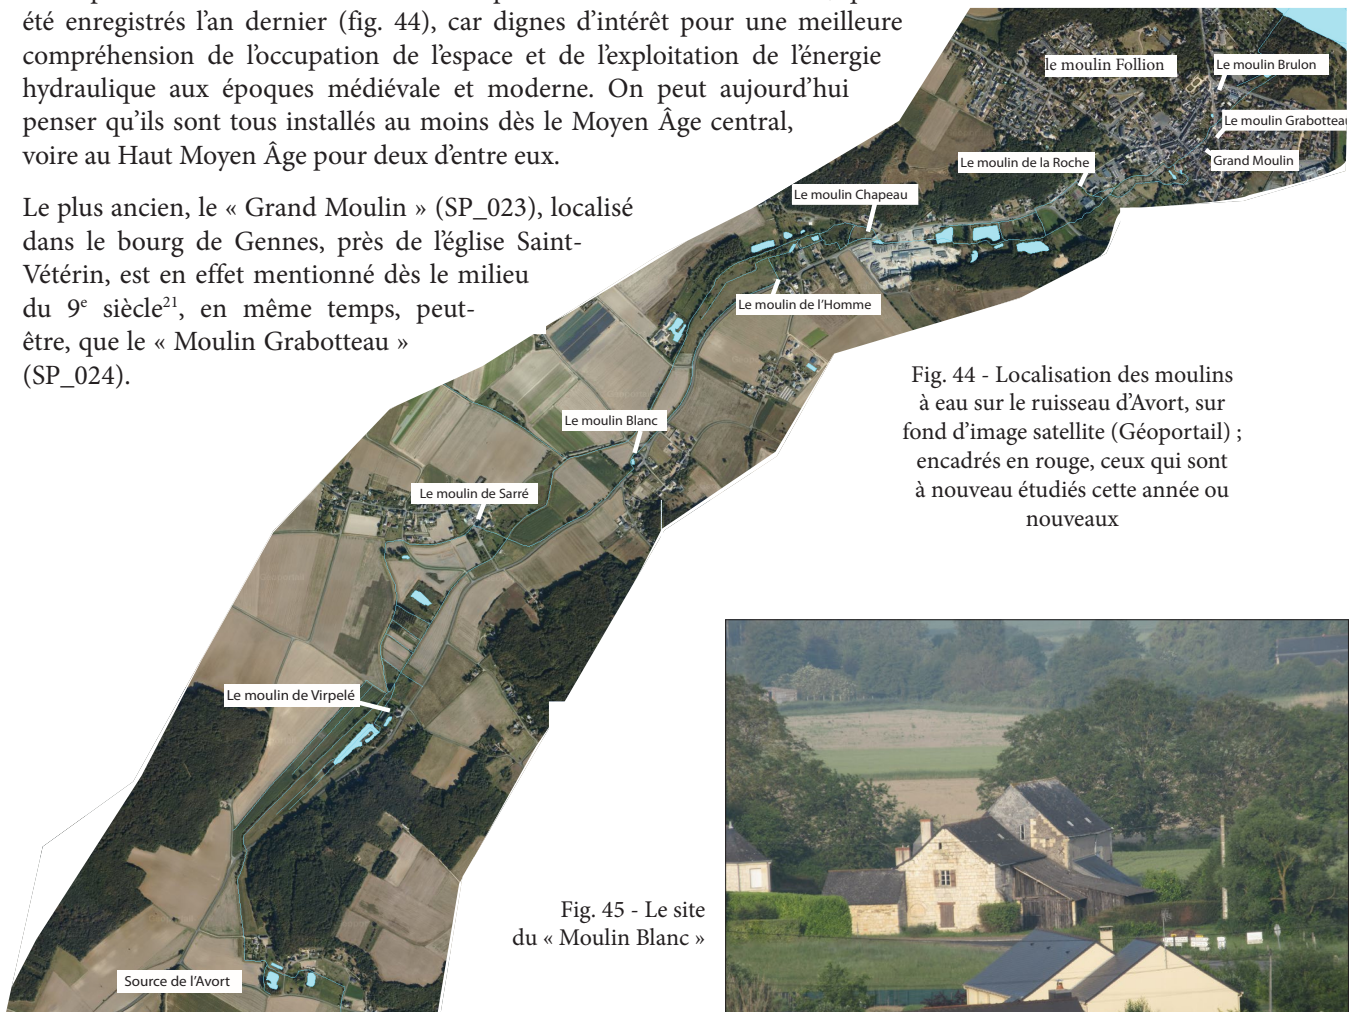 été enregistrés l’an dernier (fig. 44), car dignes d’intérêt pour une meilleure
compréhension de l’occupation de l’espace et de l’exploitation de l’énergie
hydraulique aux époques médiévale et moderne. On peut aujourd’hui
penser qu’ils sont tous installés au moins dès le Moyen Âge central,
voire au Haut Moyen Âge pour deux d’entre eux.
Le plus ancien, le « Grand Moulin » (SP_023), localisé
dans le bourg de Gennes, près de l’église Saint-
Vétérin, est en effet mentionné dès le milieu
du 9e siècle21, en même temps, peut-
être, que le « Moulin Grabotteau »
(SP_024).
le moulin Follion
Le moulin Brulon
Le moulin Grabotteau
Grand Moulin
Le moulin de la Roche
Le moulin Chapeau
Le moulin de l’Homme
Le moulin Blanc
Le moulin de Sarré
Le moulin de Virpelé
Source de l’Avort
Fig. 44 - Localisation des moulins
à eau sur le ruisseau d’Avort, sur
fond d’image satellite (Géoportail) ;
encadrés en rouge, ceux qui sont
à nouveau étudiés cette année ou
nouveaux
Fig. 45 - Le site
du « Moulin Blanc »